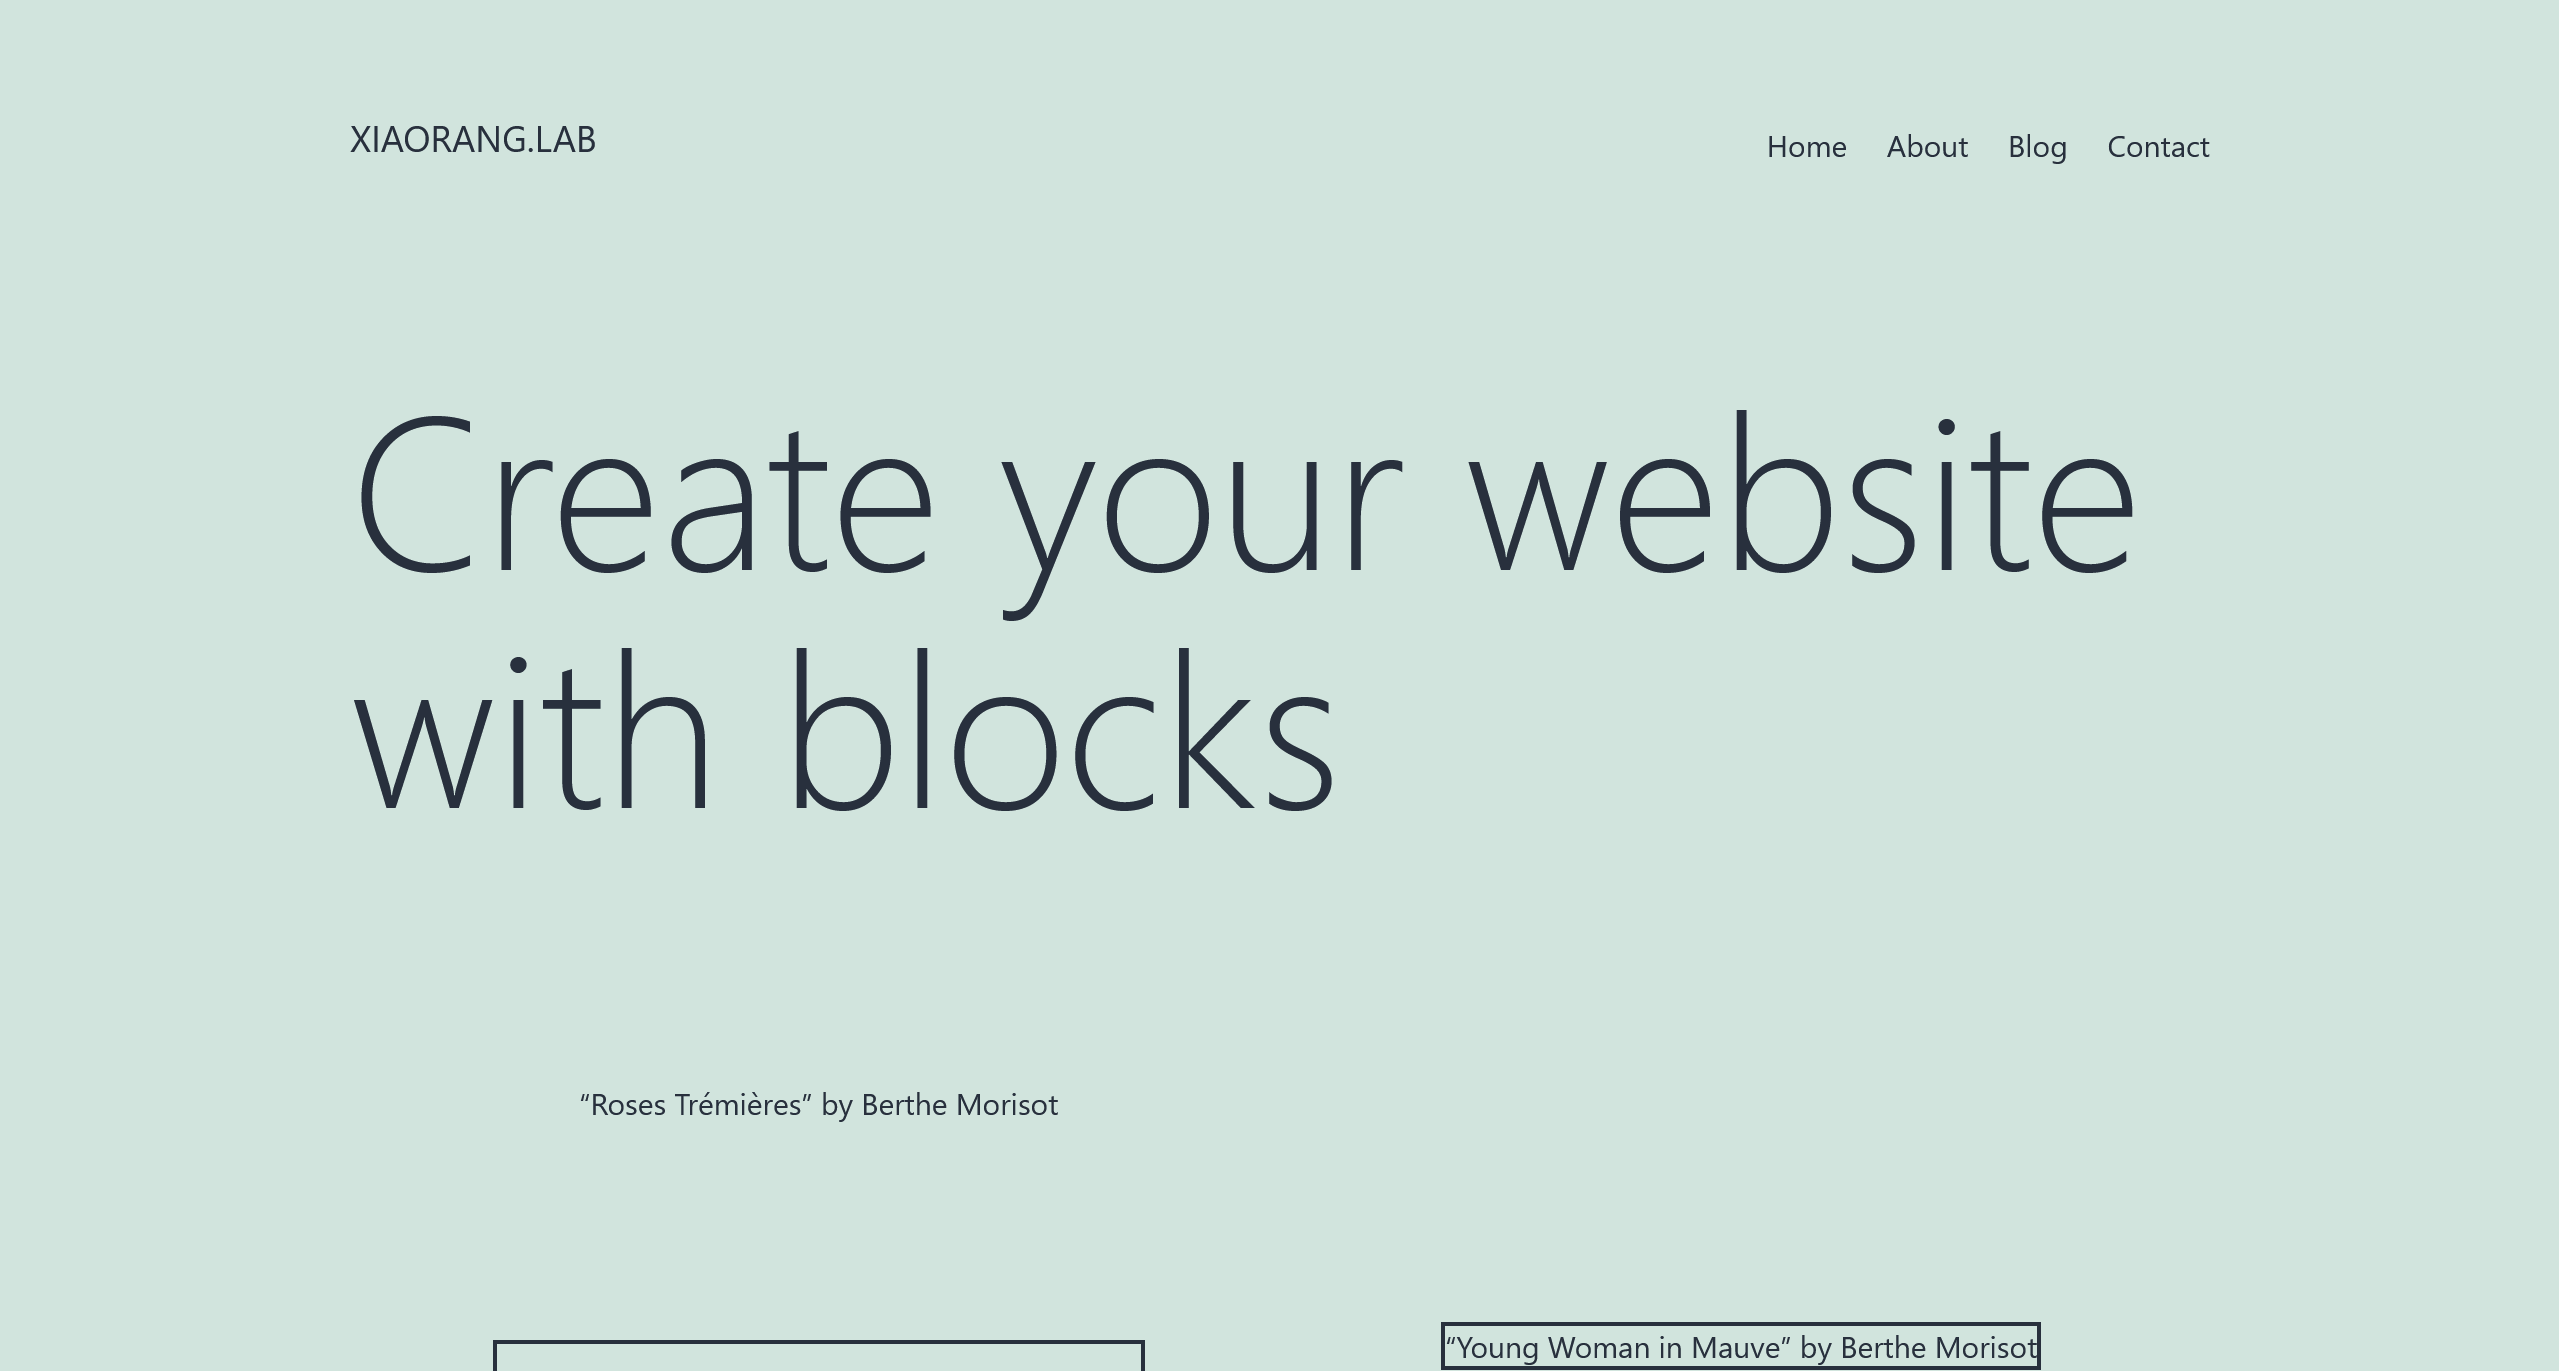 XIAORANG.LAB
Home About Blog Contact
Create your website
with blocks
“Roses Trémières” by Berthe Morisot
“Young Woman in Mauve” by Berthe Morisot